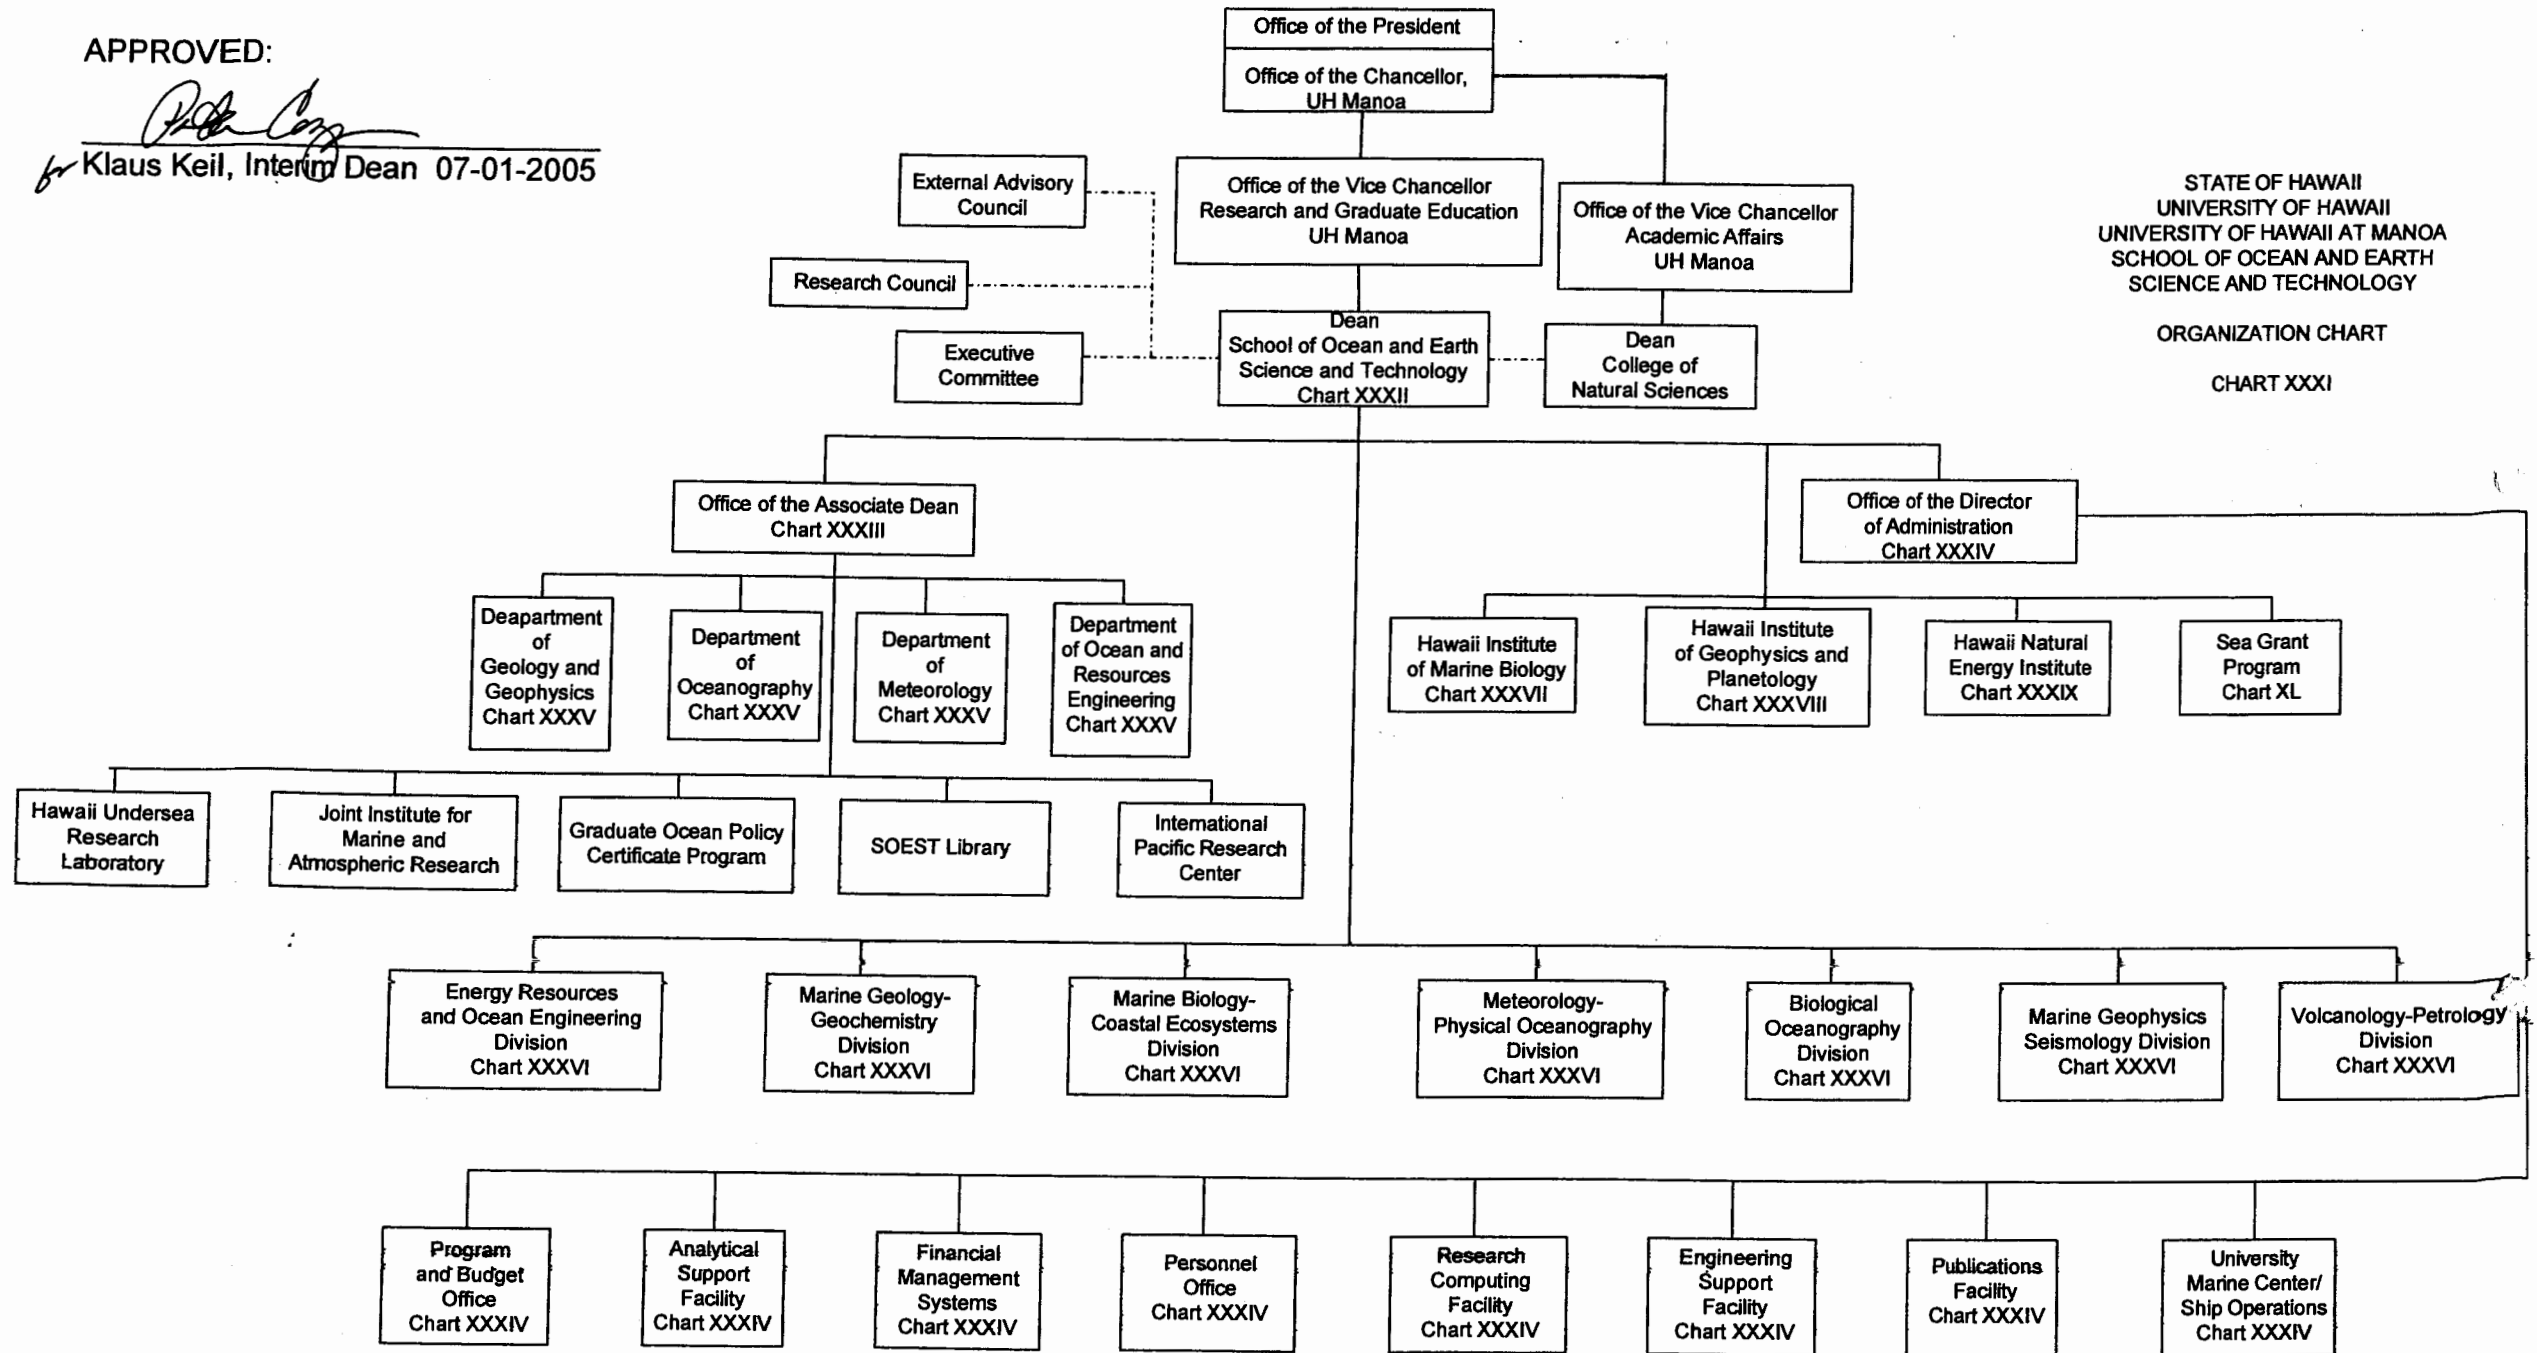 APPROVED:
for Klaus Keil, Interim Dean 07-01-2005
Office of the President
Office of the Chancellor,
UH Manoa
External Advisory
Council
Office of the Vice Chancellor
Research and Graduate Education
UH Manoa
Office of the Vice Chancellor
Academic Affairs
UH Manoa
STATE OF HAWAII
UNIVERSITY OF HAWAII
UNIVERSITY OF HAWAII AT MANOA
SCHOOL OF OCEAN AND EARTH
SCIENCE AND TECHNOLOGY
ORGANIZATION CHART
CHART XXXI
Research Council
Executive
Committee
Dean
School of Ocean and Earth
Science and Technology
Chart XXXII
Dean
College of
Natural Sciences
Office of the Associate Dean
Chart XXXIII
Office of the Director
of Administration
Chart XXXIV
Deapartment
of
Geology and
Geophysics
Chart XXXV
Department
of
Oceanography
Chart XXXV
Department
of
Meteorology
Chart XXXV
Department
of Ocean and
Resources
Engineering
Chart XXXV
Hawaii Institute
of Marine Biology
Chart XXXVII
Hawaii Institute
of Geophysics and
Planetology
Chart XXXVIII
Hawaii Natural
Energy Institute
Chart XXXIX
Sea Grant
Program
Chart XL
Hawaii Undersea
Research
Laboratory
Joint Institute for
Marine and
Atmospheric Research
Graduate Ocean Policy
Certificate Program
SOEST Library
International
Pacific Research
Center
Energy Resources
and Ocean Engineering
Division
Chart XXXVI
Marine Geology-
Geochemistry
Division
Chart XXXVI
Marine Biology-
Coastal Ecosystems
Division
Chart XXXVI
Meteorology-
Physical Oceanography
Division
Chart XXXVI
Biological
Oceanography
Division
Chart XXXVI
Marine Geophysics
Seismology Division
Chart XXXVI
Volcanology-Petrology
Division
Chart XXXVI
Program
and Budget
Office
Chart XXXIV
Analytical
Support
Facility
Chart XXXIV
Financial
Management
Systems
Chart XXXIV
Personnel
Office
Chart XXXIV
Research
Computing
Facility
Chart XXXIV
Engineering
Support
Facility
Chart XXXIV
Publications
Facility
Chart XXXIV
University
Marine Center/
Ship Operations
Chart XXXIV